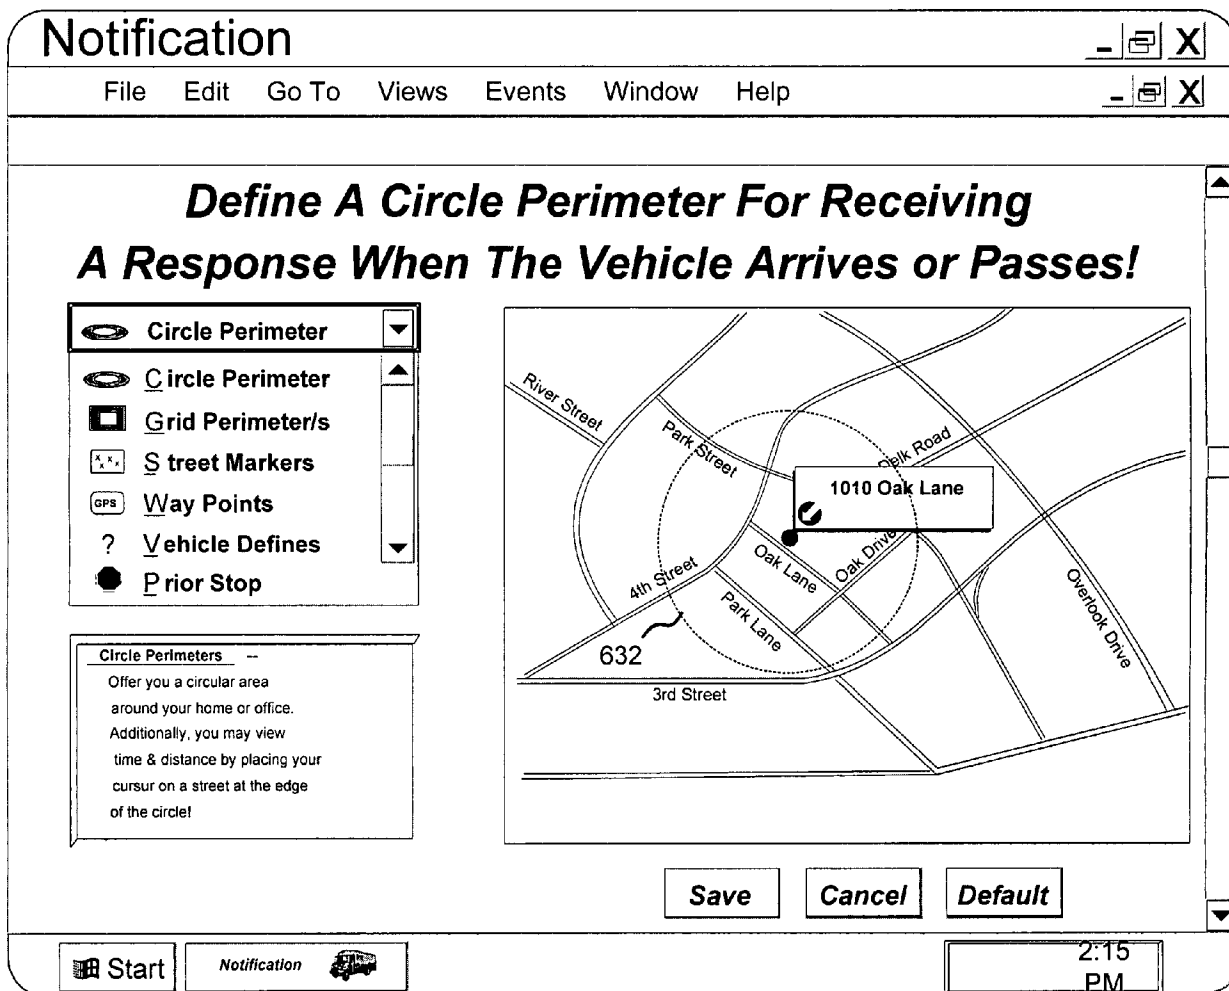 Notification
File Edit Go To Views Events Window Help
Define A Circle Perimeter For Receiving
A Response When The Vehicle Arrives or Passes!
Circle Perimeter
Circle Perimeter
Grid Perimeter/s
GPS
Street Markers
Way Points
? Vehicle Defines
Prior Stop
Circle Perimeters --
Offer you a circular area
around your home or office.
Additionally, you may view
time & distance by placing your
cursur on a street at the edge
of the circle!
River Street
Park Street
Delk Road
1010 Oak Lane
Oak Lane
Oak Drive
4th Street
Park Lane
Overlook Drive
632
3rd Street
Save Cancel Default
Start Notification
2:15
PM